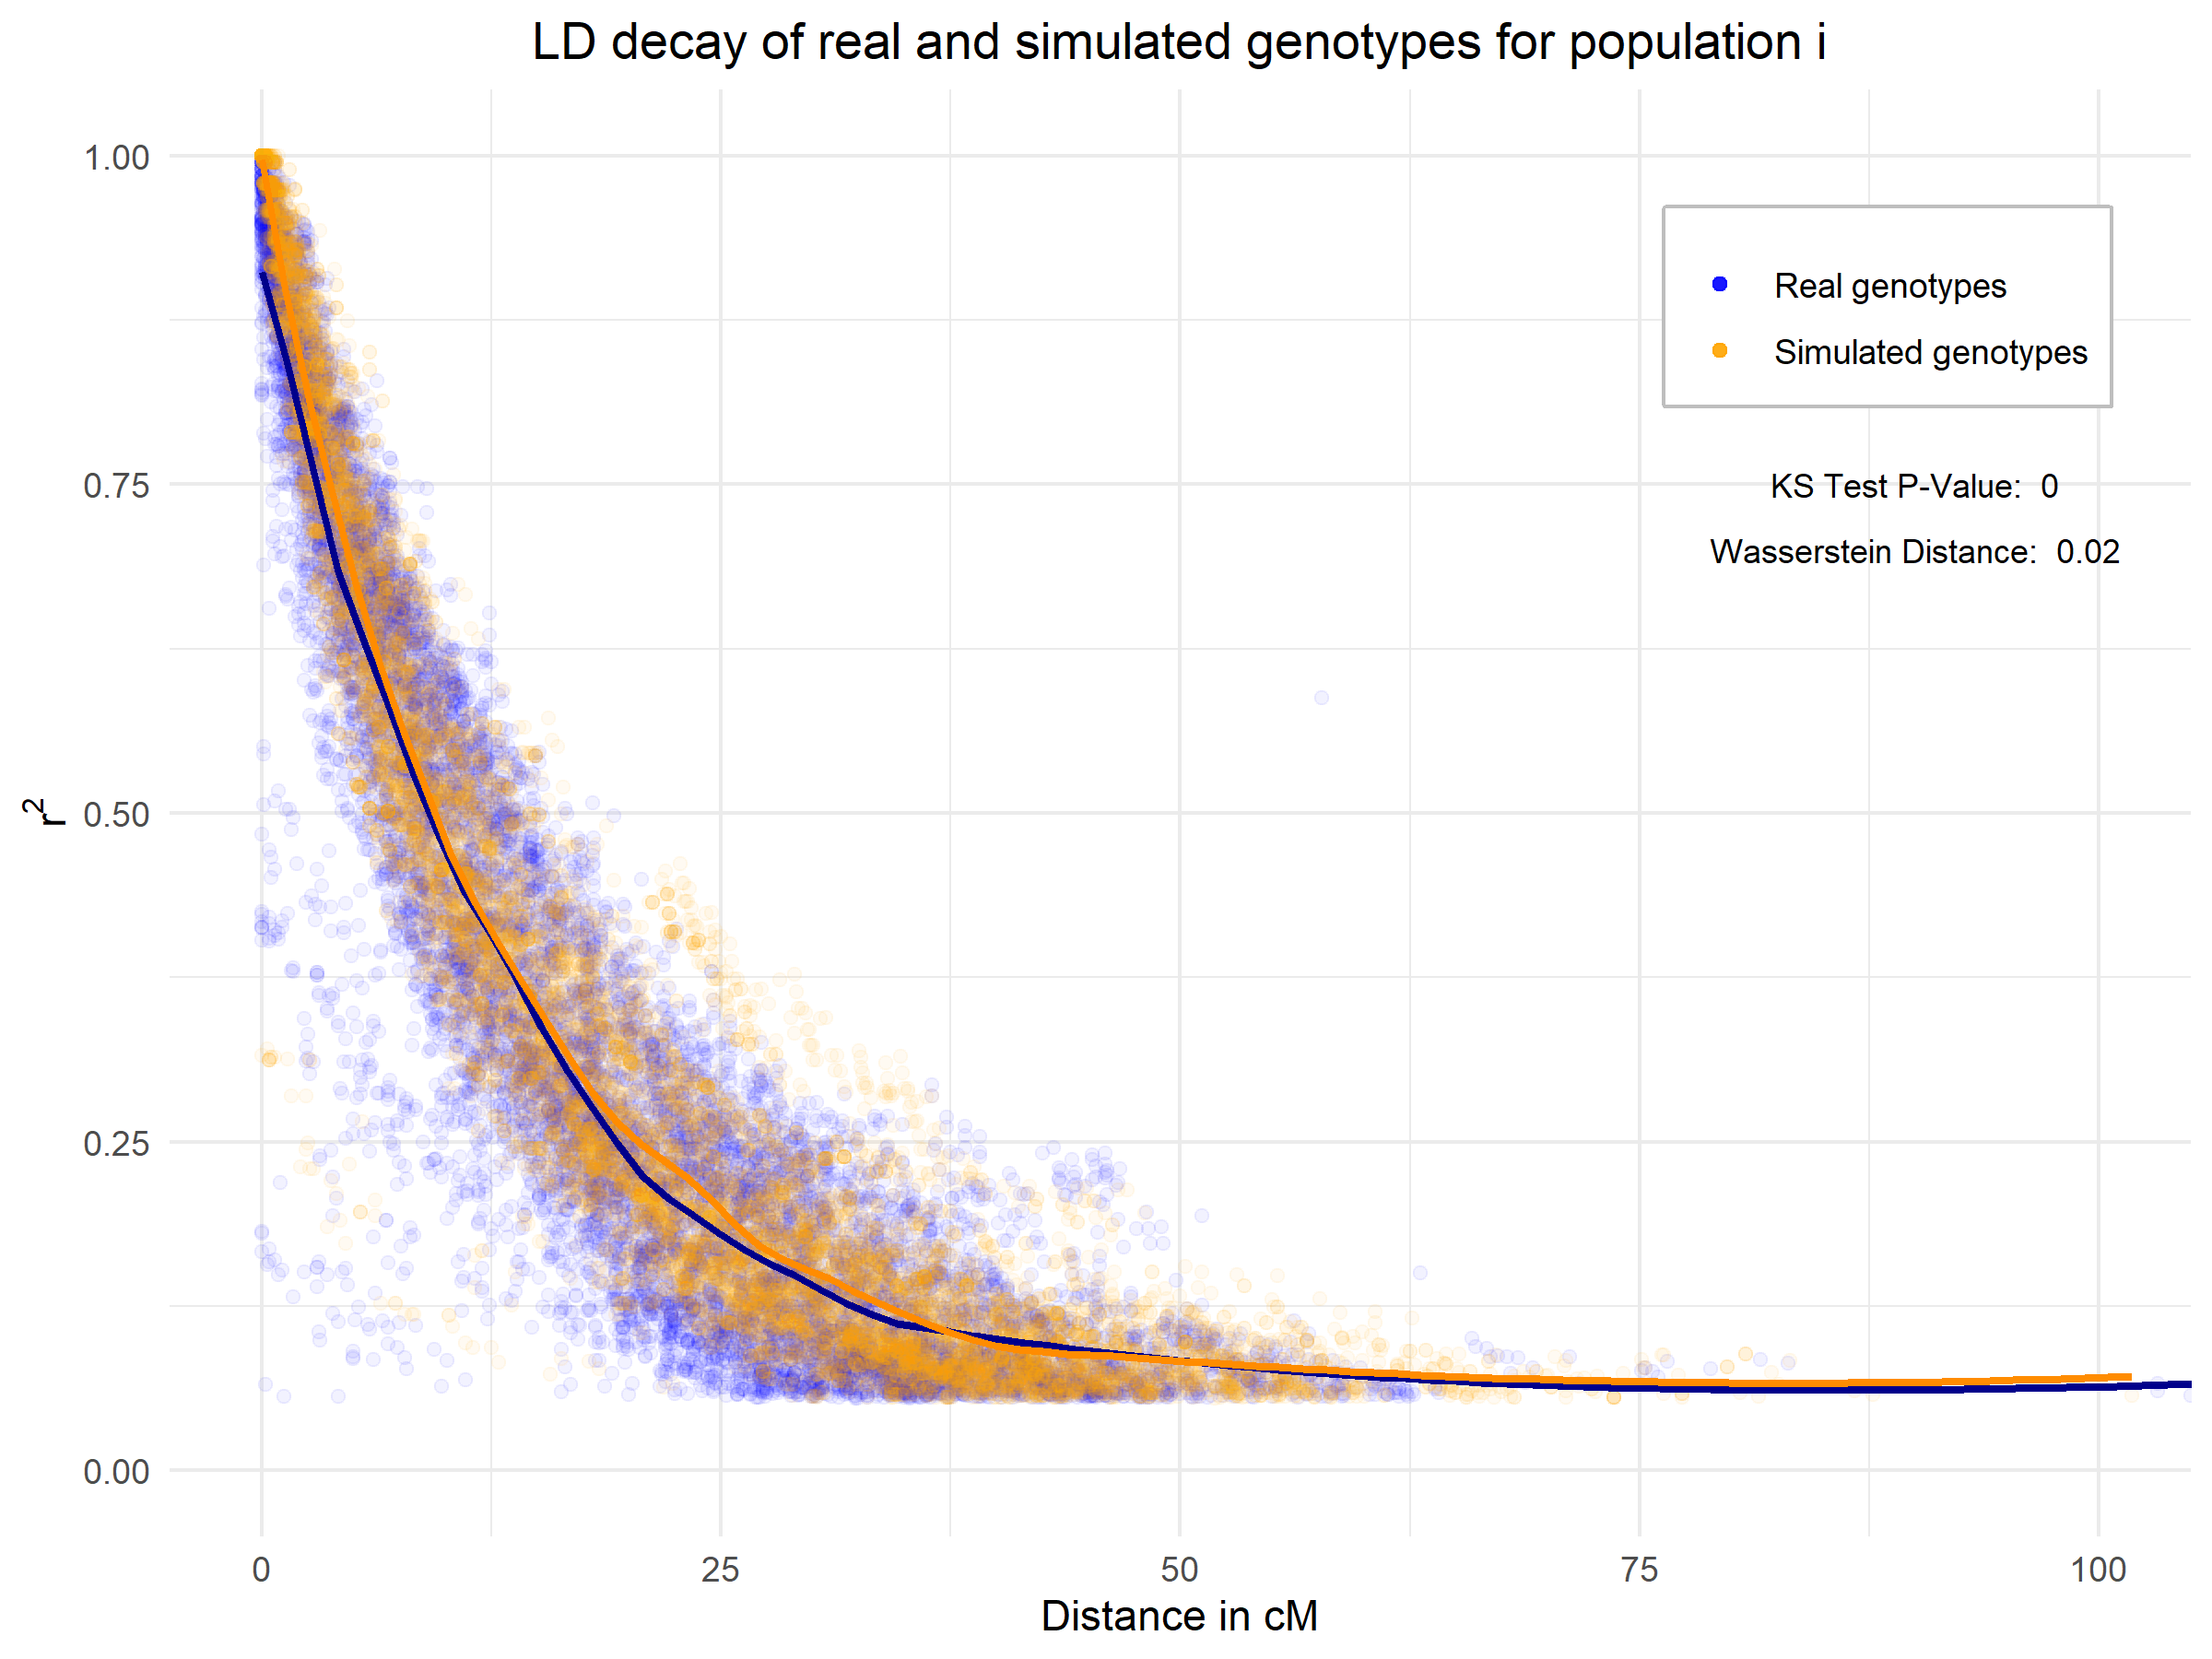 LD decay of real and simulated genotypes for population i
1.00
0.75
0.50
0.25
0.00
r²
Real genotypes
Simulated genotypes
KS Test P-Value: 0
Wasserstein Distance: 0.02
0 25 50 75 100
Distance in cM